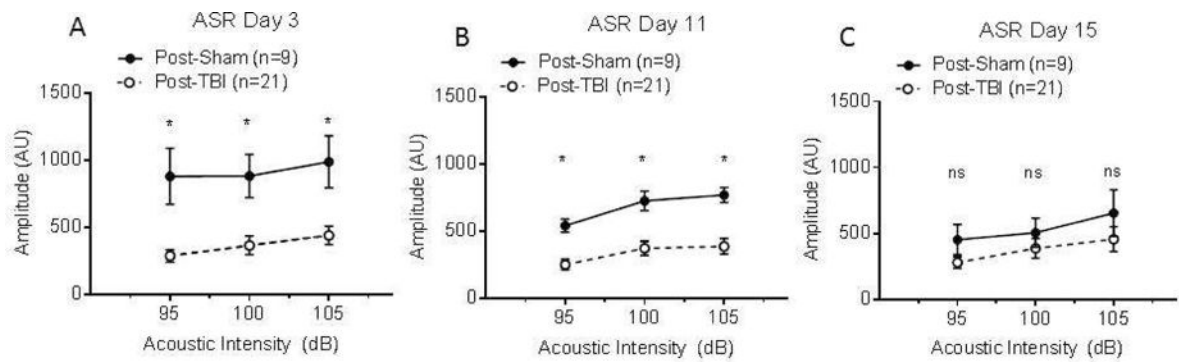 A
ASR Day 3
Post-Sham (n=9)
Post-TBI (n=21)
1500
1000
500
0
Amplitude (AU)
* * *
95 100 105
Acoustic Intensity (dB)
B
ASR Day 11
Post-Sham (n=9)
Post-TBI (n=21)
1500
1000
500
0
Amplitude (AU)
* * *
95 100 105
Acoustic Intensity (dB)
C
ASR Day 15
Post-Sham (n=9)
Post-TBI (n=21)
1500
1000
500
0
Amplitude (AU)
ns ns ns
95 100 105
Acoustic Intensity (dB)